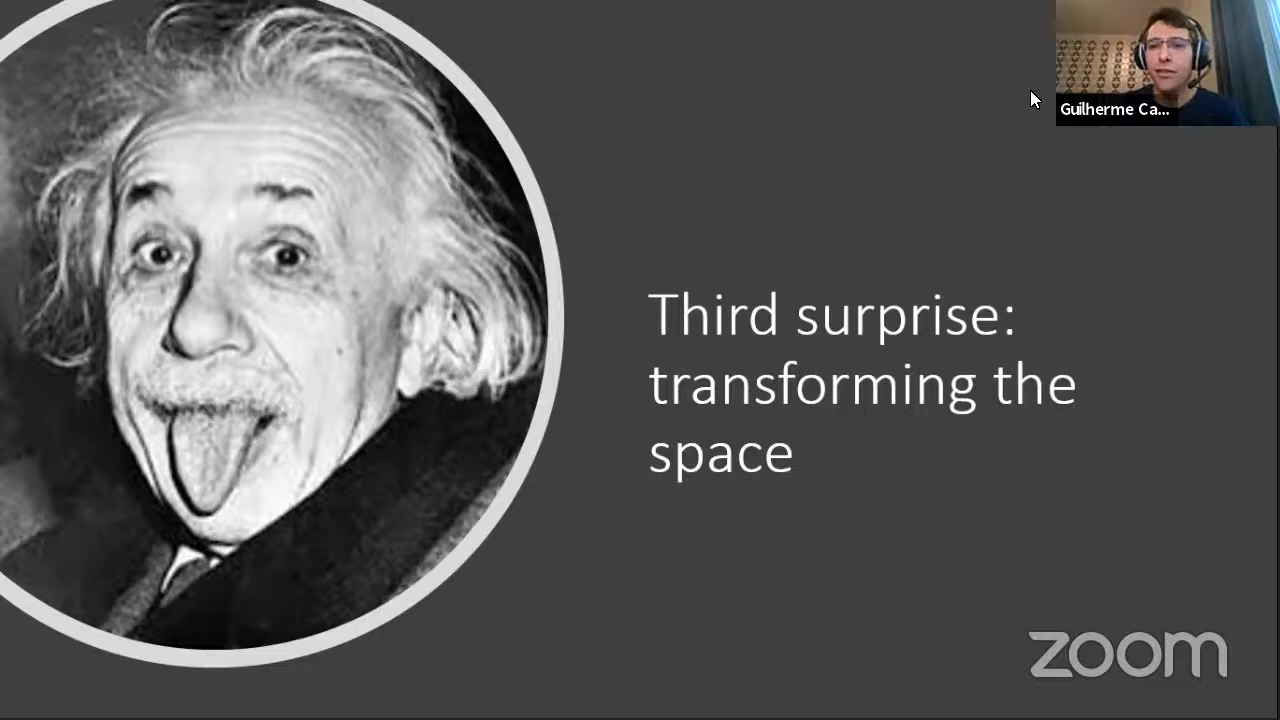 Guilherme Ca...
Third surprise:
transforming the
space
zoom